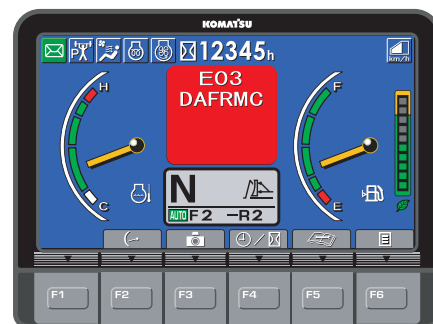 KOMATSU
P
12345h
km/h
E03
DAFRMC
H
C
F
E
N
AUTO F2 -R2
F1
F2
F3
F4
F5
F6